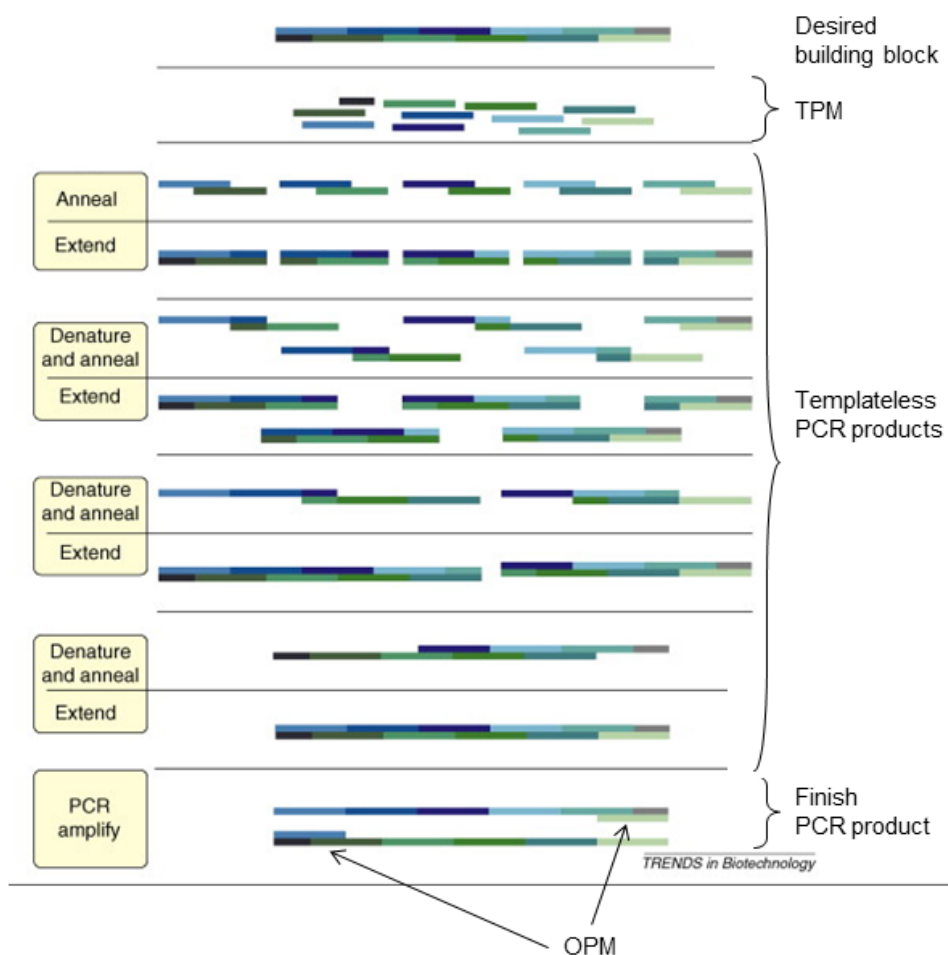 Desired
building block
TPM
Anneal
Extend
Denature
and anneal
Extend
Templateless
PCR products
Denature
and anneal
Extend
Denature
and anneal
Extend
PCR
amplify
Finish
PCR product
TRENDS in Biotechnology
OPM